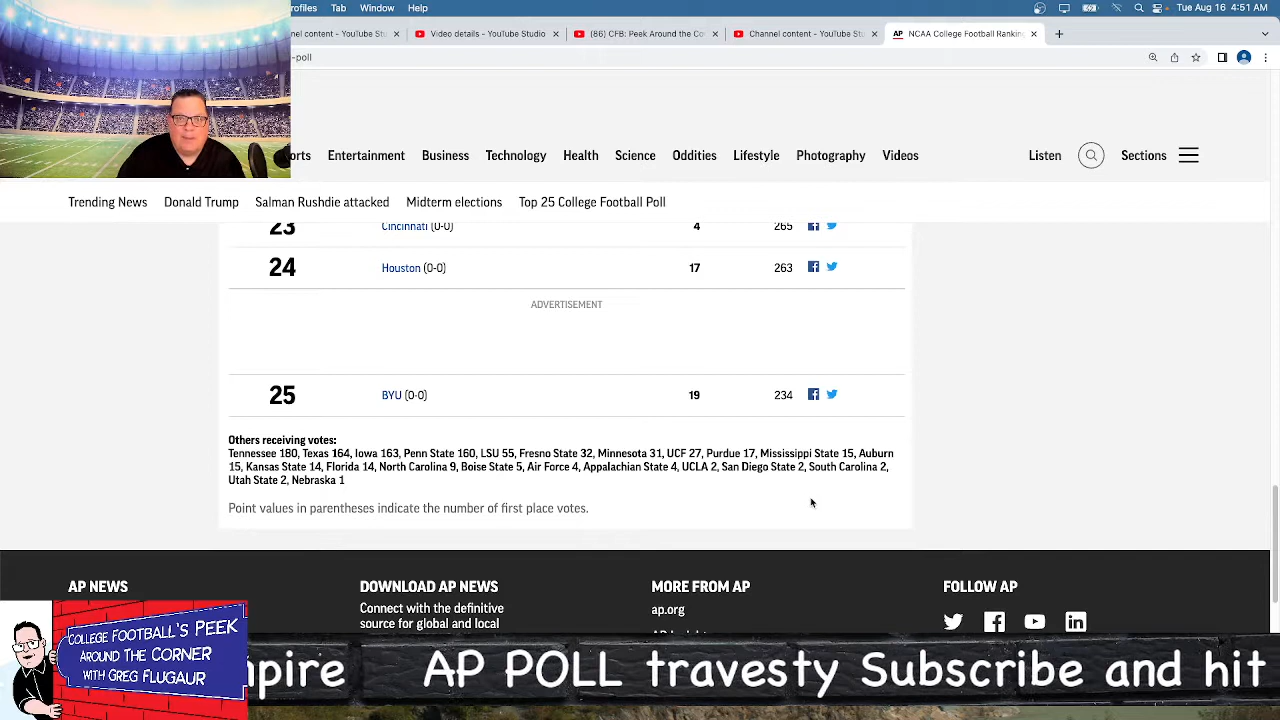 rofiles Tab Window Help Tue Aug 16 4:51 AM
nel content - YouTube Stu × Video details - YouTube Studio × (86) CFB: Peek Around the Co × Channel content - YouTube Stu × AP NCAA College Football Ranking ×
-poll
orts Entertainment Business Technology Health Science Oddities Lifestyle Photography Videos Listen Sections
Trending News Donald Trump Salman Rushdie attacked Midterm elections Top 25 College Football Poll
23 Cincinnati (0-0) 4 265
24 Houston (0-0) 17 263
ADVERTISEMENT
25 BYU (0-0) 19 234
Others receiving votes:
Tennessee 180, Texas 164, Iowa 163, Penn State 160, LSU 55, Fresno State 32, Minnesota 31, UCF 27, Purdue 17, Mississippi State 15, Auburn
15, Kansas State 14, Florida 14, North Carolina 9, Boise State 5, Air Force 4, Appalachian State 4, UCLA 2, San Diego State 2, South Carolina 2,
Utah State 2, Nebraska 1
Point values in parentheses indicate the number of first place votes.
AP NEWS DOWNLOAD AP NEWS MORE FROM AP FOLLOW AP
Connect with the definitive
source for global and local
ap.org
COLLEGE FOOTBALL'S PEEK
AROUND THE CORNER
WITH GREG FLUGAUR
mpire AP POLL travesty Subscribe and hit